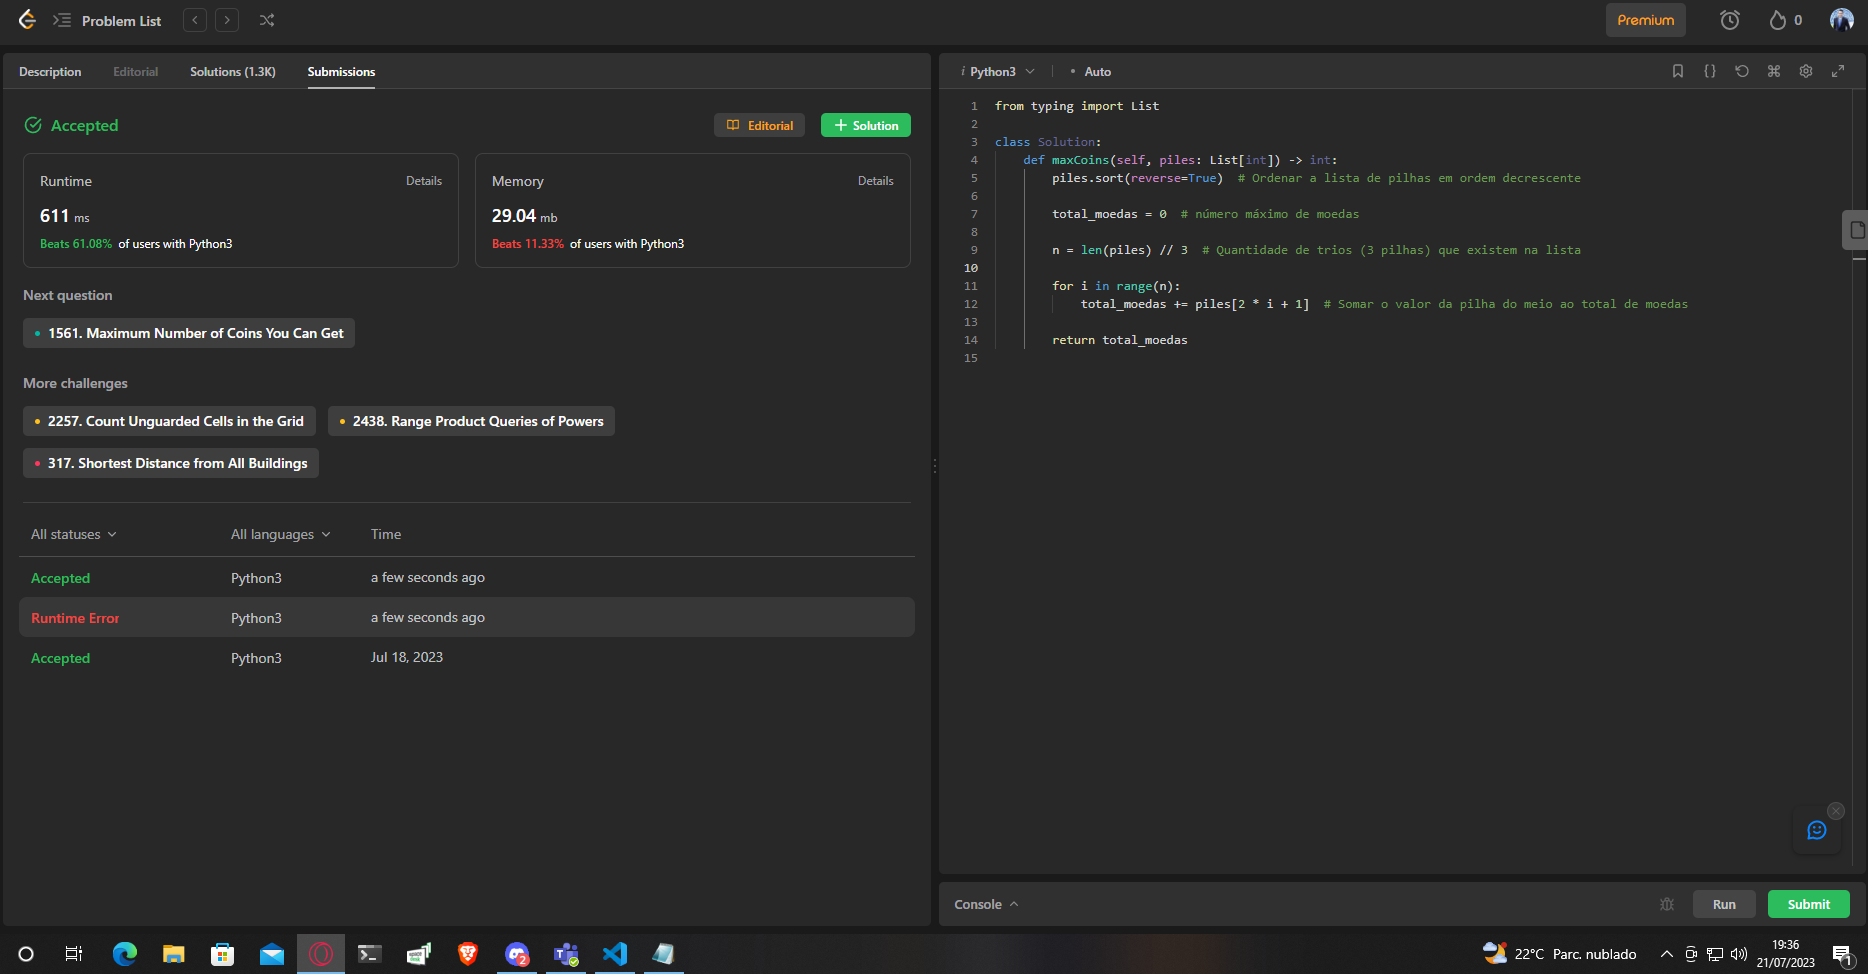 Problem List
Premium
0
Description
Editorial
Solutions (1.3K)
Submissions
Accepted
Editorial
Solution
Runtime
Details
611 ms
Beats 61.08% of users with Python3
Memory
Details
29.04 mb
Beats 11.33% of users with Python3
Next question
1561. Maximum Number of Coins You Can Get
More challenges
2257. Count Unguarded Cells in the Grid
2438. Range Product Queries of Powers
317. Shortest Distance from All Buildings
All statuses
All languages
Time
Accepted Python3 a few seconds ago
Runtime Error Python3 a few seconds ago
Accepted Python3 Jul 18, 2023
i Python3
Auto
1 from typing import List
2
3 class Solution:
4 def maxCoins(self, piles: List[int]) -> int:
5 piles.sort(reverse=True)  # Ordenar a lista de pilhas em ordem decrescente
6
7 total_moedas = 0  # número máximo de moedas
8
9 n = len(piles) // 3  # Quantidade de trios (3 pilhas) que existem na lista
10
11 for i in range(n):
12 total_moedas += piles[2 * i + 1]  # Somar o valor da pilha do meio ao total de moedas
13
14 return total_moedas
15
Console
Run
Submit
2
22°C Parc. nublado
19:36
21/07/2023
1